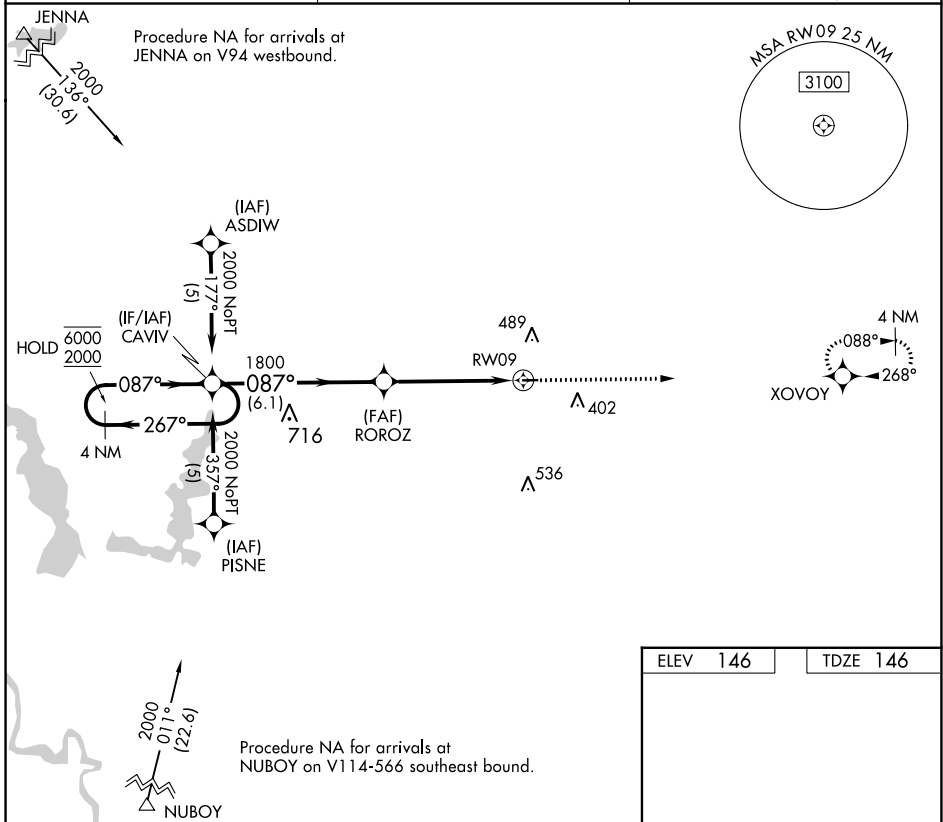 JENNA
Procedure NA for arrivals at
JENNA on V94 westbound.
2000
136°
(30.6)
MSA RW09 25 NM
3100
(IAF)
ASDIW
2000 NoPT
177°
(5)
(IF/IAF)
CAVIV
HOLD 6000
2000
087°
1800
087°
(6.1)
267°
4 NM
716
(FAF)
ROROZ
489
RW09
402
536
4 NM
088°
268°
XOVOY
2000 NoPT
357°
(5)
(IAF)
PISNE
2000
011°
(22.6)
NUBOY
Procedure NA for arrivals at
NUBOY on V114-566 southeast bound.
ELEV 146
TDZE 146